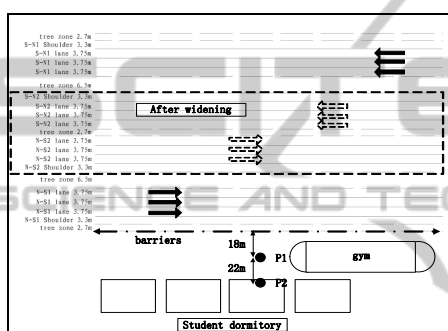 tree zone 2.7m
S-N1 Shoulder 3.3m
S-N1 lane 3.75m
S-N1 lane 3.75m
S-N1 lane 3.75m
tree zone 6.5m
S-N2 Shoulder 3.3m
S-N2 lane 3.75m
S-N2 lane 3.75m
S-N2 lane 3.75m
tree zone 2.7m
N-S2 lane 3.75m
N-S2 lane 3.75m
N-S2 lane 3.75m
N-S2 Shoulder 3.3m
tree zone 6.5m
N-S1 lane 3.75m
N-S1 lane 3.75m
N-S1 lane 3.75m
N-S1 Shoulder 3.3m
tree zone 2.7m
After widening
barriers
18m
P1
22m
P2
gym
Student dormitory
SCIENCE AND TEC